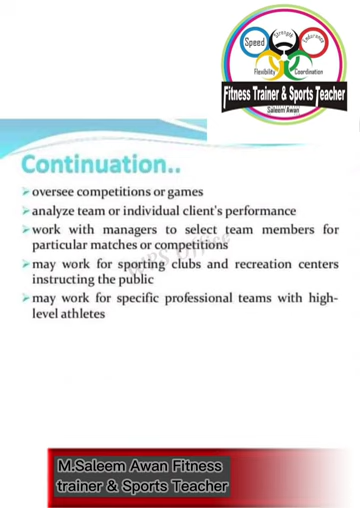 Speed
Strength
Endurance
Flexibility
Coordination
Fitness Trainer & Sports Teacher
Saleem Awan
Continuation..
oversee competitions or games
analyze team or individual client's performance
work with managers to select team members for
particular matches or competitions
may work for sporting clubs and recreation centers
instructing the public
may work for specific professional teams with high-
level athletes
M.Saleem Awan Fitness
trainer & Sports Teacher